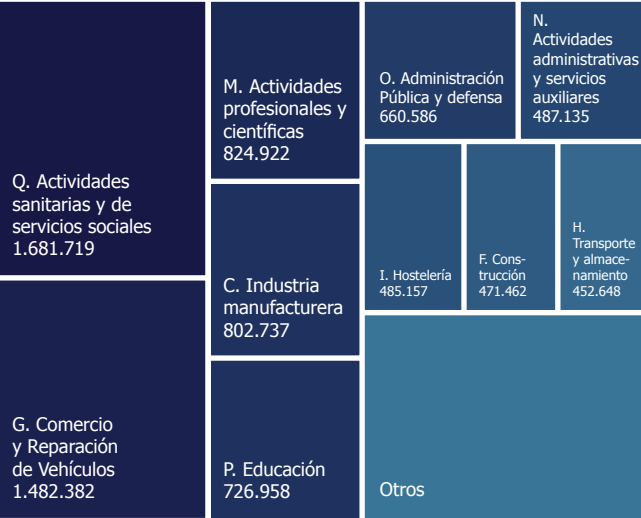 Q. Actividades
sanitarias y de
servicios sociales
1.681.719
G. Comercio
y Reparación
de Vehículos
1.482.382
M. Actividades
profesionales y
científicas
824.922
C. Industria
manufacturera
802.737
P. Educación
726.958
O. Administración
Pública y defensa
660.586
N.
Actividades
administrativas
y servicios
auxiliares
487.135
I. Hostelería
485.157
F. Cons-
trucción
471.462
H.
Transporte
y almace-
namiento
452.648
Otros